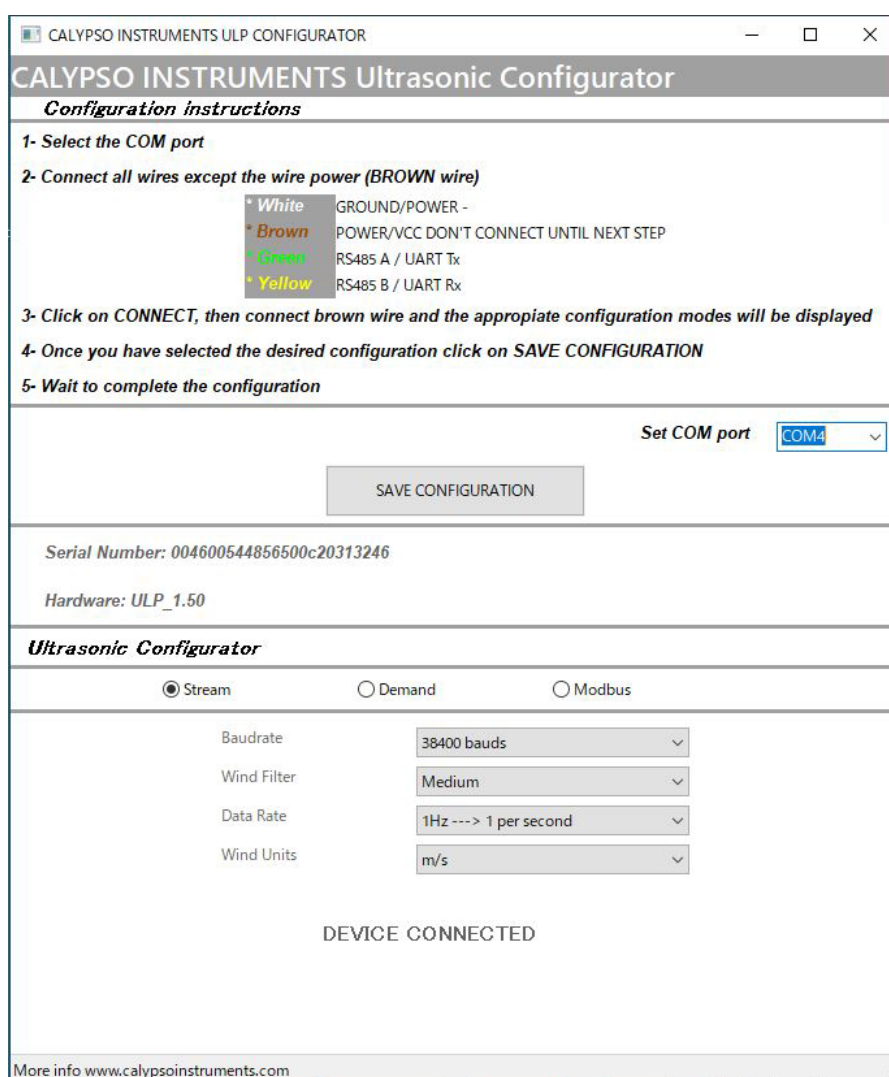 CALYPSO INSTRUMENTS ULP CONFIGURATOR
CALYPSO INSTRUMENTS Ultrasonic Configurator
Configuration instructions
1- Select the COM port
2- Connect all wires except the wire power (BROWN wire)
* White GROUND/POWER -
* Brown POWER/VCC DON'T CONNECT UNTIL NEXT STEP
* Green RS485 A / UART Tx
* Yellow RS485 B / UART Rx
3- Click on CONNECT, then connect brown wire and the appropiate configuration modes will be displayed
4- Once you have selected the desired configuration click on SAVE CONFIGURATION
5- Wait to complete the configuration
Set COM port COM4
SAVE CONFIGURATION
Serial Number: 004600544856500c20313246
Hardware: ULP_1.50
Ultrasonic Configurator
Stream Demand Modbus
Baudrate 38400 bauds
Wind Filter Medium
Data Rate 1Hz ---> 1 per second
Wind Units m/s
DEVICE CONNECTED
More info www.calypsoinstruments.com